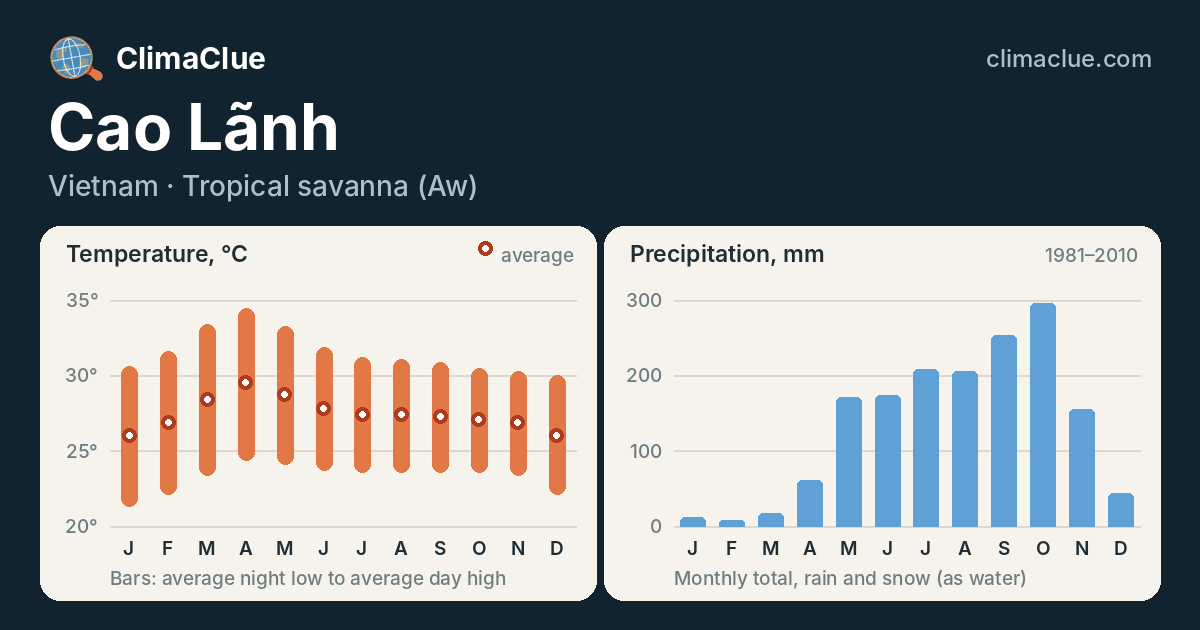 ClimaClue
climaclue.com
Cao Lãnh
Vietnam · Tropical savanna (Aw)
Temperature, °C
average
35°
30°
25°
20°
J F M A M J J A S O N D
Bars: average night low to average day high
Precipitation, mm
1981–2010
300
200
100
0
J F M A M J J A S O N D
Monthly total, rain and snow (as water)